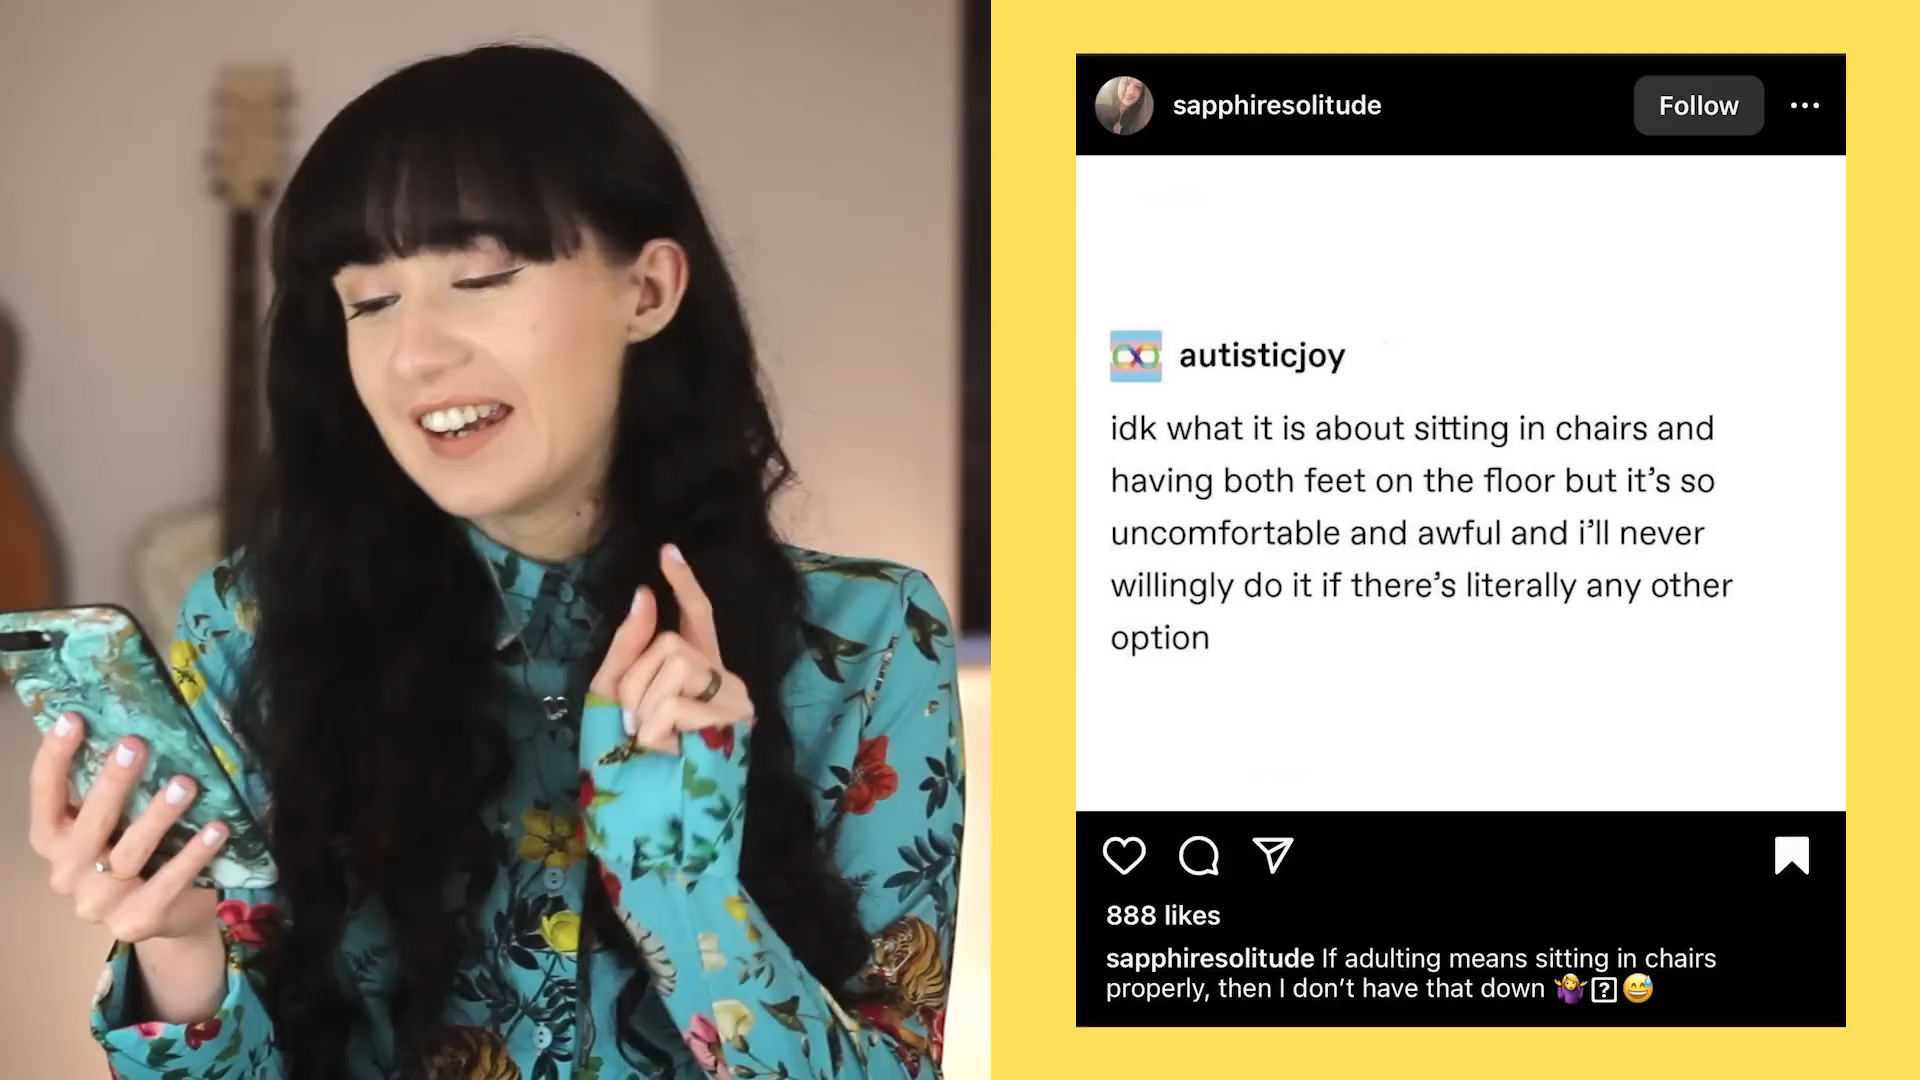 sapphiresolitude
Follow
autisticjoy
idk what it is about sitting in chairs and
having both feet on the floor but it's so
uncomfortable and awful and i'll never
willingly do it if there's literally any other
option
888 likes
sapphiresolitude If adulting means sitting in chairs
properly, then I don't have that down 🤷‍♀️ ? 😅